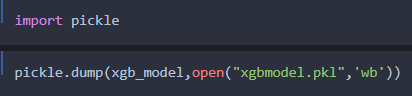 import pickle
pickle.dump(xgb_model,open("xgbmodel.pkl",'wb'))